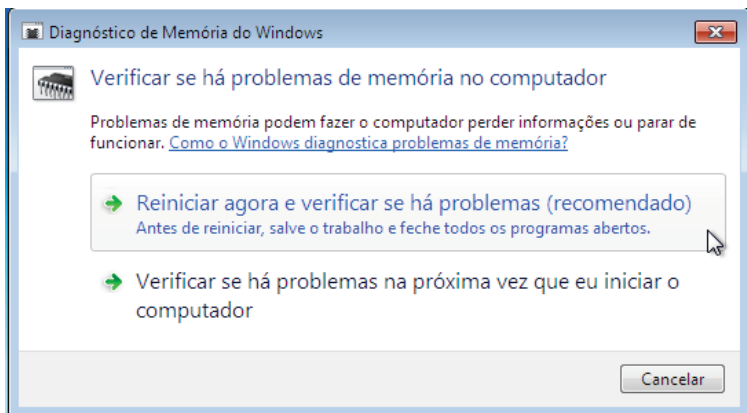 Diagnóstico de Memória do Windows
Verificar se há problemas de memória no computador
Problemas de memória podem fazer o computador perder informações ou parar de
funcionar. Como o Windows diagnostica problemas de memória?
Reiniciar agora e verificar se há problemas (recomendado)
Antes de reiniciar, salve o trabalho e feche todos os programas abertos.
Verificar se há problemas na próxima vez que eu iniciar o
computador
Cancelar